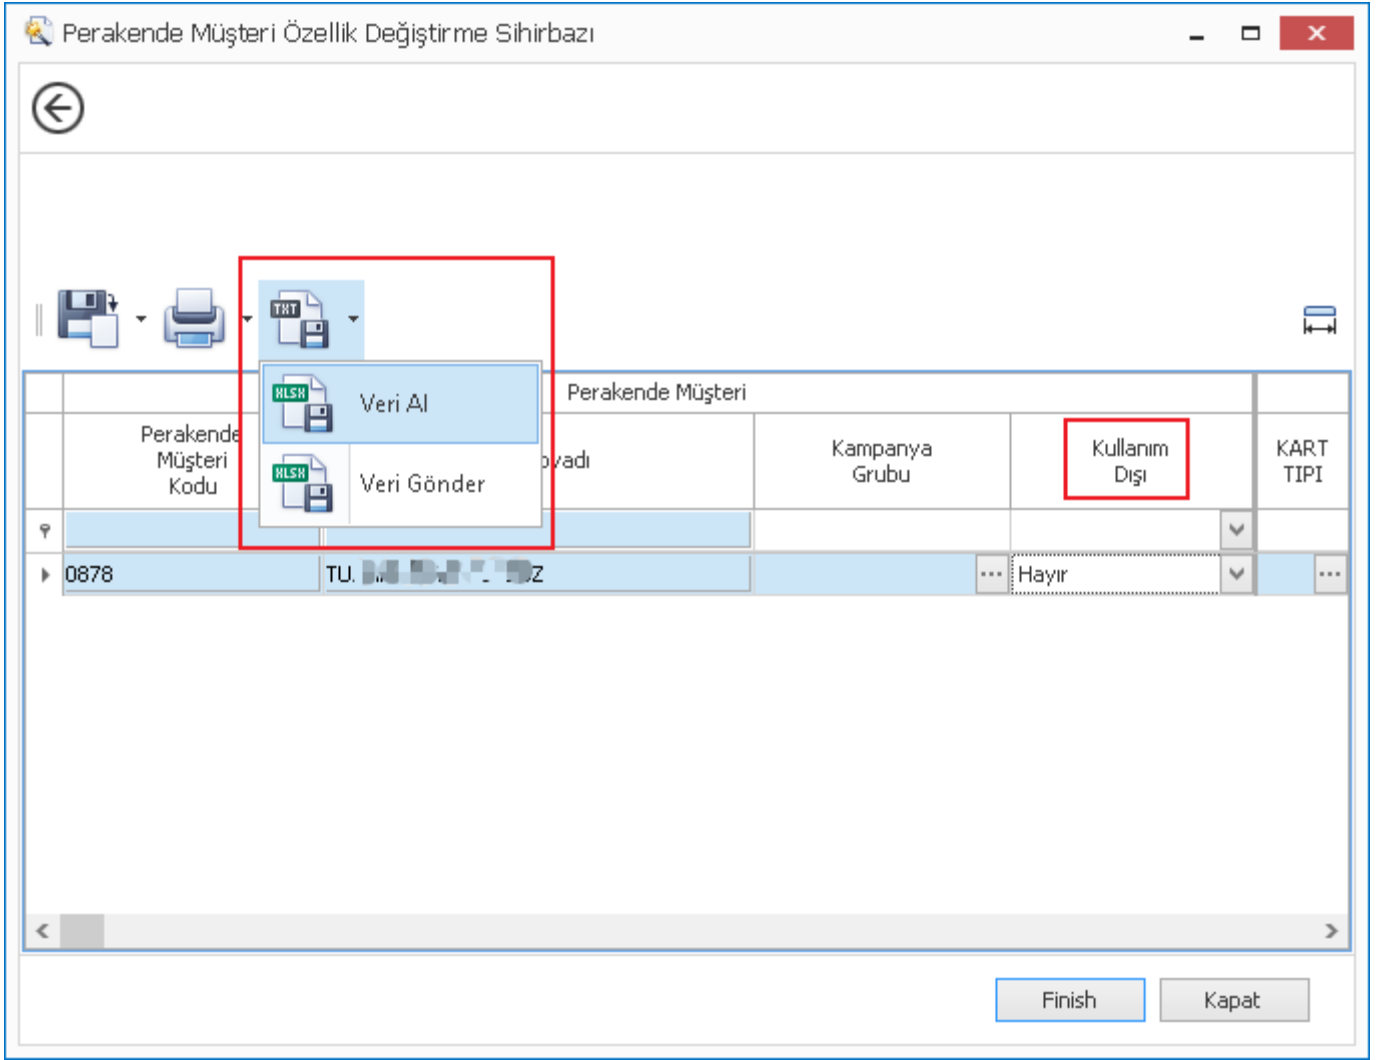 Perakende Müşteri Özellik Değiştirme Sihirbazı
TXT
XLSX
Veri Al
XLSX
Veri Gönder
Perakende Müşteri
Perakende
Müşteri
Kodu
Kampanya
Grubu
Kullanım
Dışı
KART
TIPI
0878
TU.
Hayır
Finish
Kapat